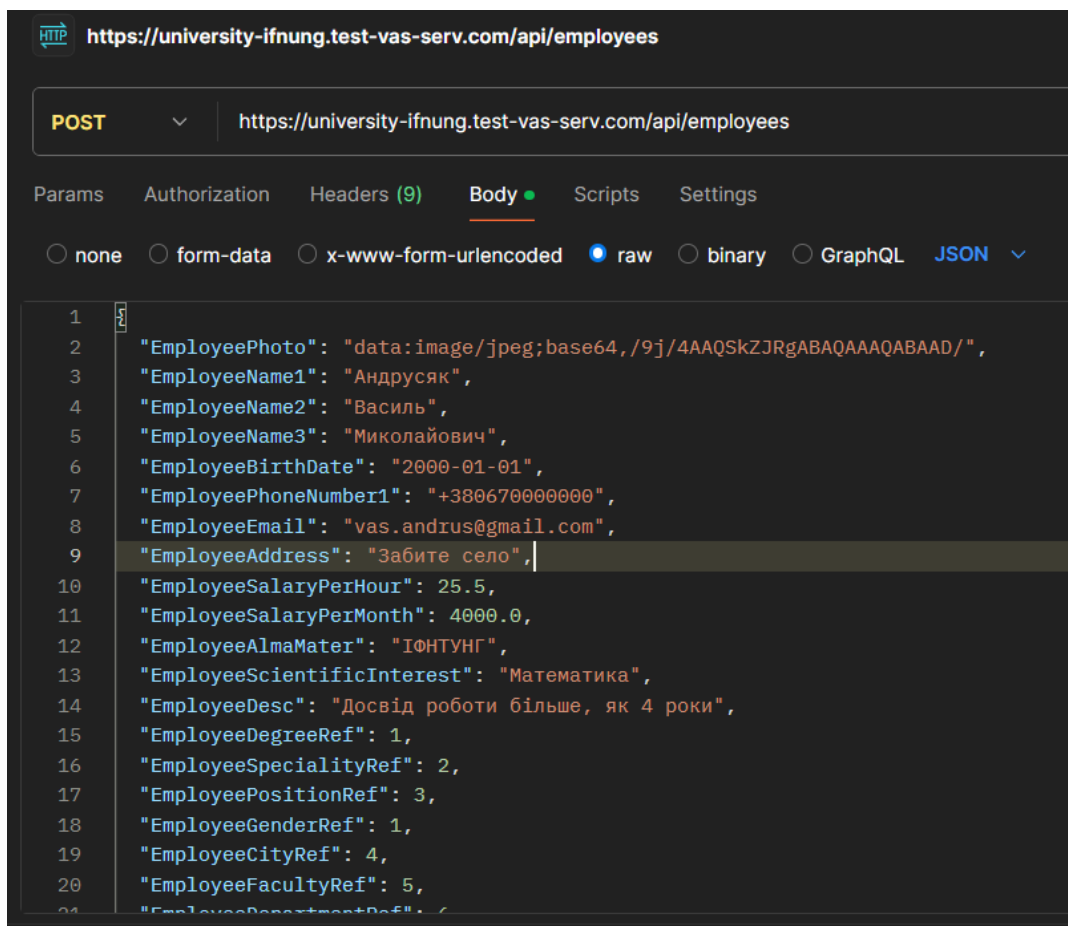 HTTP https://university-ifnung.test-vas-serv.com/api/employees
POST https://university-ifnung.test-vas-serv.com/api/employees
Params Authorization Headers (9) Body Scripts Settings
none form-data x-www-form-urlencoded raw binary GraphQL JSON
1 {
2 "EmployeePhoto": "data:image/jpeg;base64,/9j/4AAQSkZJRgABAQAAAQABAAD/",
3 "EmployeeName1": "Андрусяк",
4 "EmployeeName2": "Василь",
5 "EmployeeName3": "Миколайович",
6 "EmployeeBirthDate": "2000-01-01",
7 "EmployeePhoneNumber1": "+380670000000",
8 "EmployeeEmail": "vas.andrus@gmail.com",
9 "EmployeeAddress": "Забите село",
10 "EmployeeSalaryPerHour": 25.5,
11 "EmployeeSalaryPerMonth": 4000.0,
12 "EmployeeAlmaMater": "ІФНТУНГ",
13 "EmployeeScientificInterest": "Математика",
14 "EmployeeDesc": "Досвід роботи більше, як 4 роки",
15 "EmployeeDegreeRef": 1,
16 "EmployeeSpecialityRef": 2,
17 "EmployeePositionRef": 3,
18 "EmployeeGenderRef": 1,
19 "EmployeeCityRef": 4,
20 "EmployeeFacultyRef": 5,